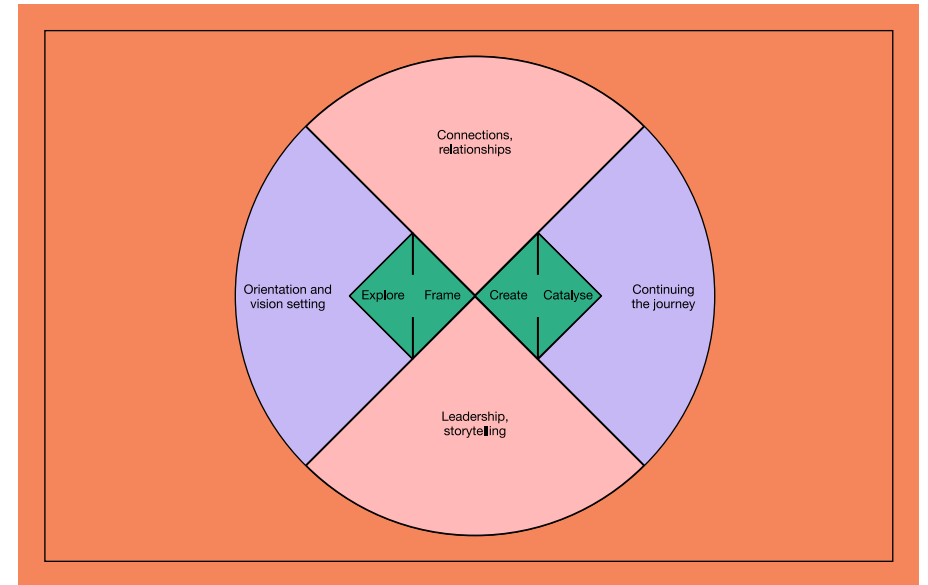 Connections,
relationships
Orientation and
vision setting
Explore
Frame
Create
Catalyse
Continuing
the journey
Leadership,
storytelling